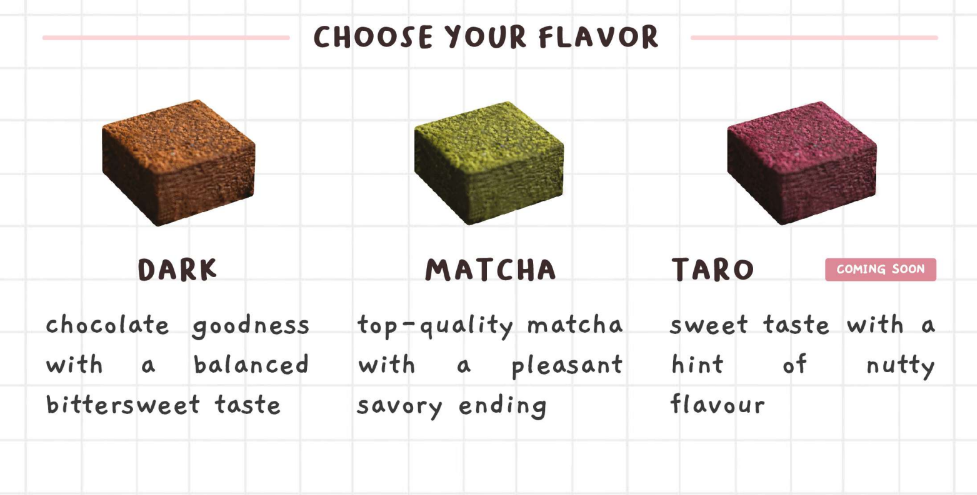 CHOOSE YOUR FLAVOR
DARK
chocolate goodness
with a balanced
bittersweet taste
MATCHA
top-quality matcha
with a pleasant
savory ending
TARO
COMING SOON
sweet taste with a
hint of nutty
flavour